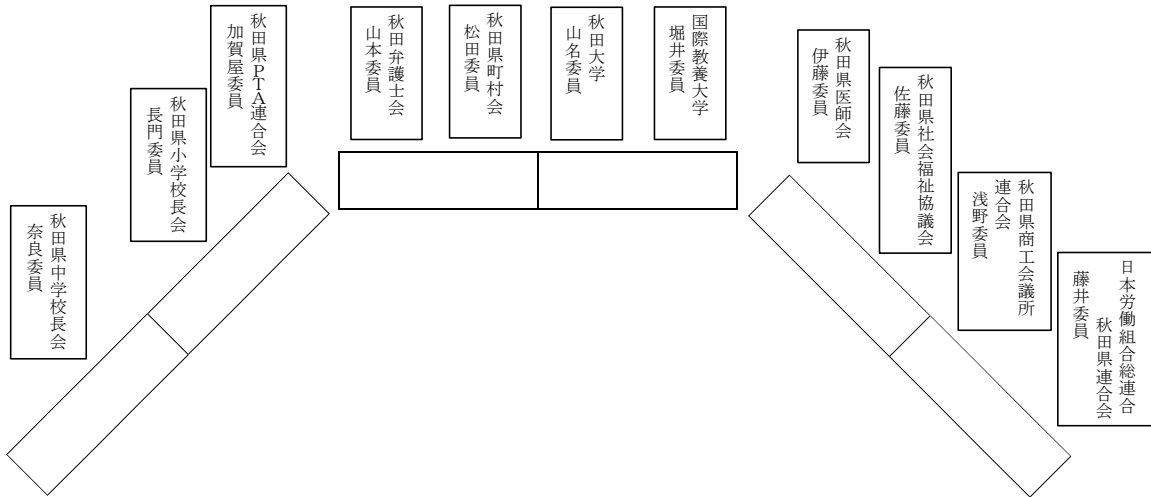 秋田県中学校長会
奈良委員
秋田県小学校長会
長門委員
秋田県PTA連合会
加賀屋委員
秋田弁護士会
山本委員
秋田県町村会
松田委員
秋田大学
山名委員
国際教養大学
堀井委員
秋田県医師会
伊藤委員
秋田県社会福祉協議会
佐藤委員
秋田県商工会議所
連合会
浅野委員
日本労働組合総連合
秋田県連合会
藤井委員